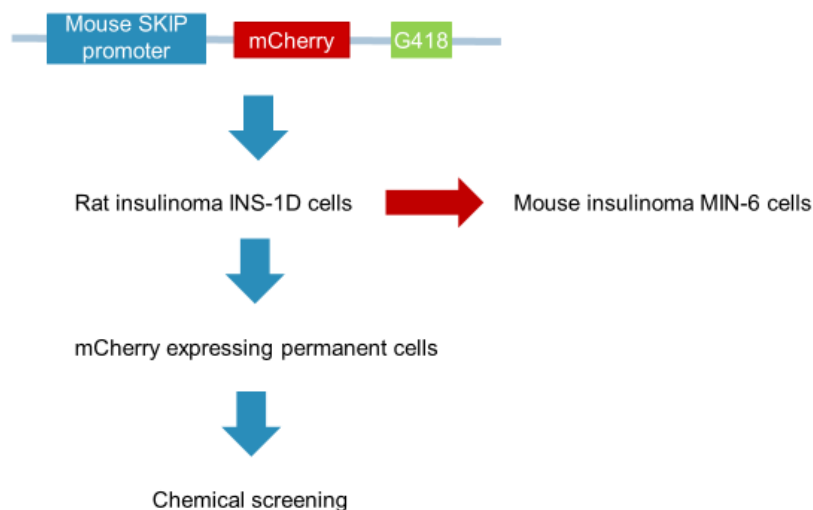 Mouse SKIP
promoter
mCherry
G418
Rat insulinoma INS-1D cells
Mouse insulinoma MIN-6 cells
mCherry expressing permanent cells
Chemical screening